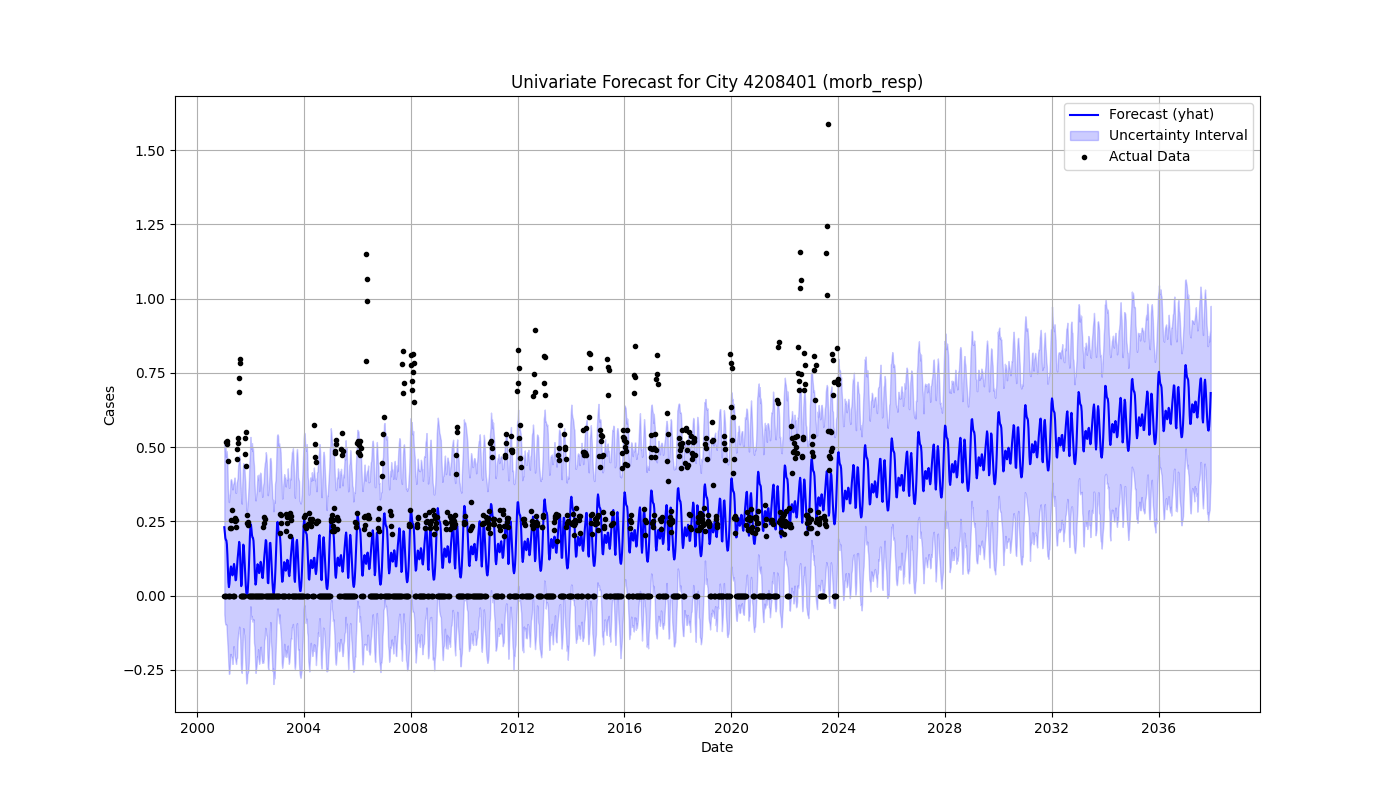 Univariate Forecast for City 4208401 (morb_resp)
Forecast (yhat)
Uncertainty Interval
Actual Data
Cases
1.50
1.25
1.00
0.75
0.50
0.25
0.00
−0.25
2000 2004 2008 2012 2016 2020 2024 2028 2032 2036
Date